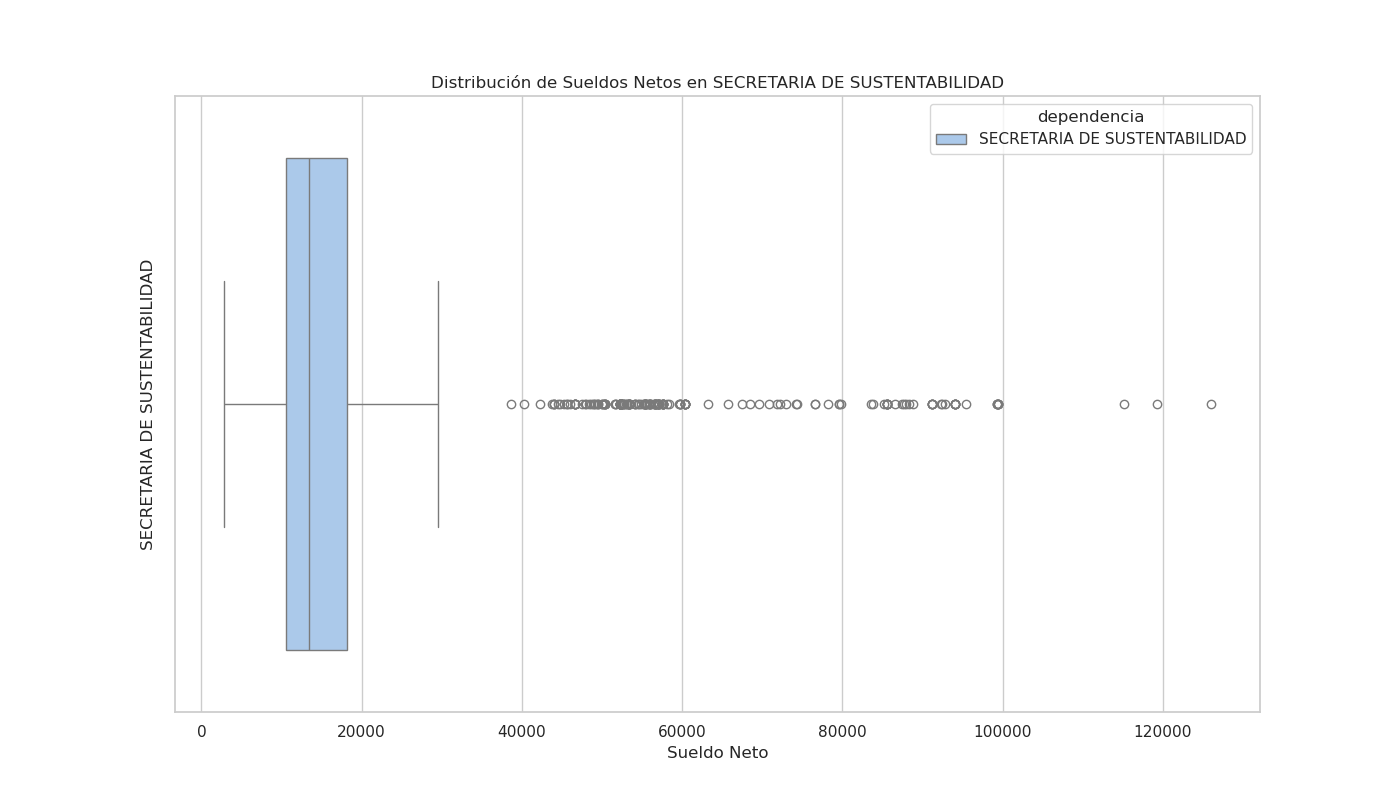 Distribución de Sueldos Netos en SECRETARIA DE SUSTENTABILIDAD
dependencia
SECRETARIA DE SUSTENTABILIDAD
SECRETARIA DE SUSTENTABILIDAD
0 20000 40000 60000 80000 100000 120000
Sueldo Neto